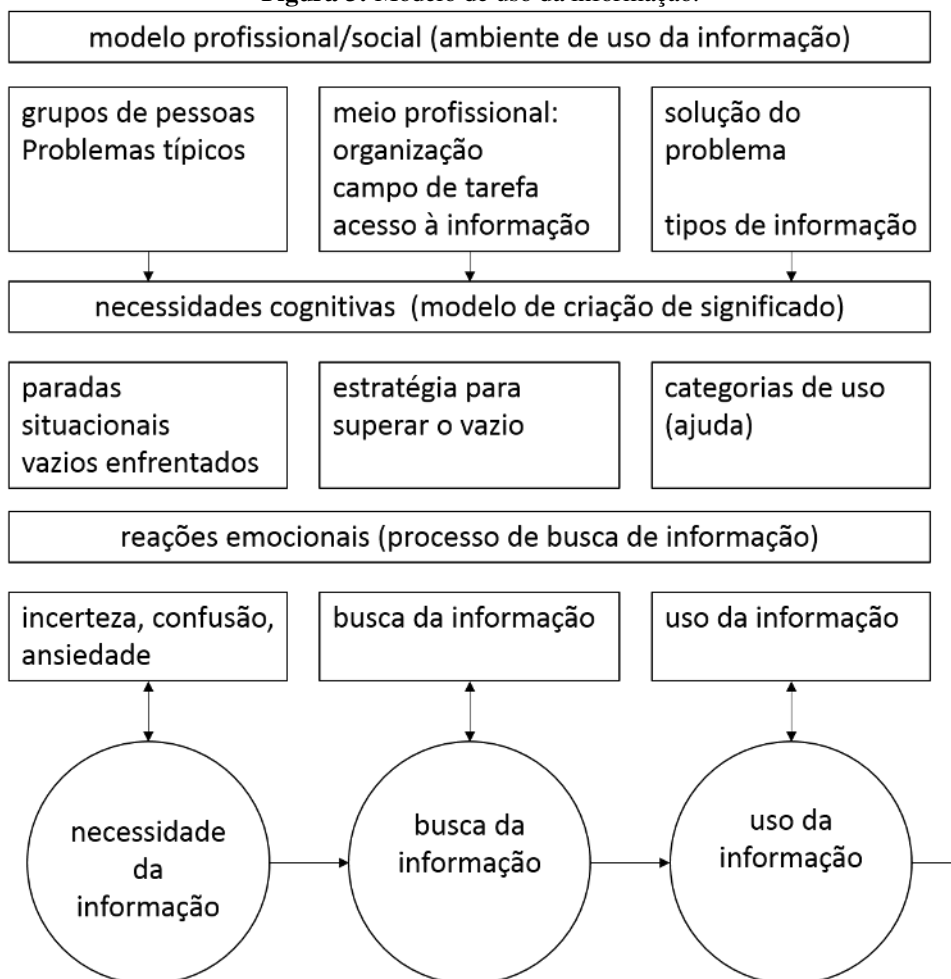 Figura 3: Modelo de uso da informação.
modelo profissional/social (ambiente de uso da informação)
grupos de pessoas
Problemas típicos
meio profissional:
organização
campo de tarefa
acesso à informação
solução do
problema
tipos de informação
necessidades cognitivas (modelo de criação de significado)
paradas
situacionais
vazios enfrentados
estratégia para
superar o vazio
categorias de uso
(ajuda)
reações emocionais (processo de busca de informação)
incerteza, confusão,
ansiedade
busca da informação
uso da informação
necessidade
da
informação
busca da
informação
uso da
informação